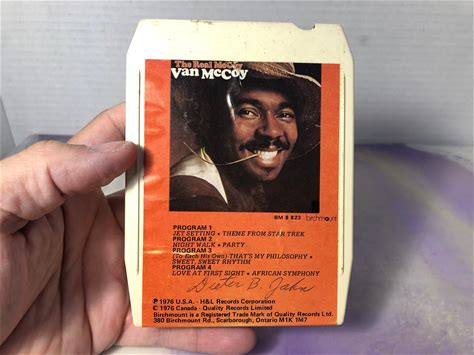 The Real McCoy
Van McCoy
BM 8 823 birchmount
PROGRAM 1
JET SETTING • THEME FROM STAR TREK
PROGRAM 2
NIGHT WALK • PARTY
PROGRAM 3
(To Each His Own) THAT'S MY PHILOSOPHY •
SWEET, SWEET RHYTHM
PROGRAM 4
LOVE AT FIRST SIGHT • AFRICAN SYMPHONY
Dieter B. Jahn
℗ 1976 U.S.A. - H&L Records Corporation
© 1976 Canada - Quality Records Limited
Birchmount is a Registered Trade Mark of Quality Records Ltd.
380 Birchmount Rd., Scarborough, Ontario M1K 1M7